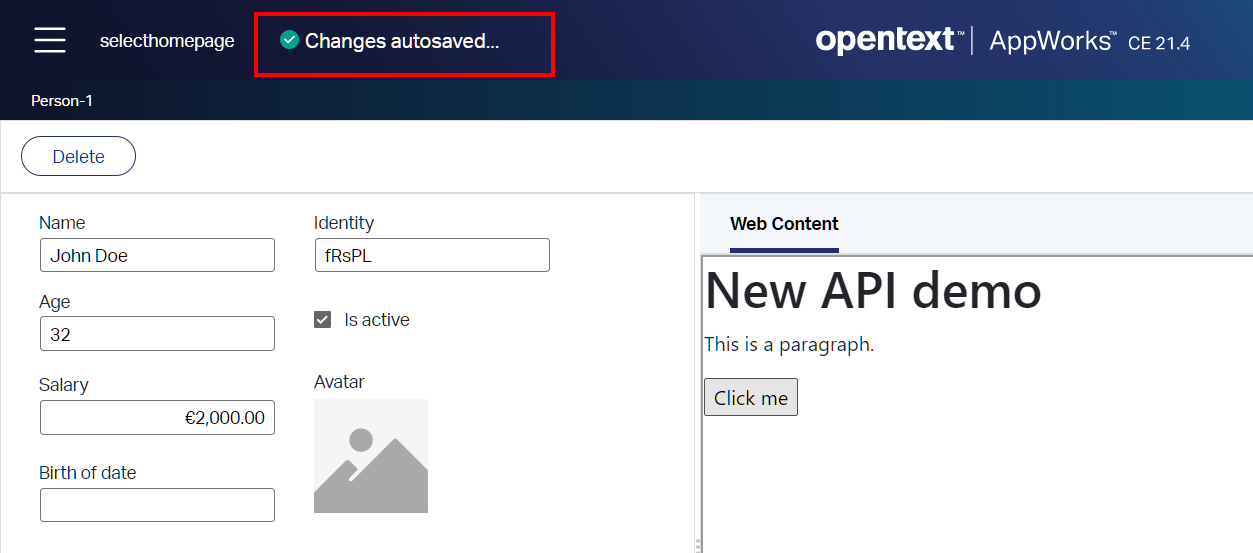 selecthomepage
Changes autosaved...
opentext™ | AppWorks™ CE 21.4
Person-1
Delete
Name
John Doe
Identity
fRsPL
Age
32
Is active
Salary
€2,000.00
Avatar
Birth of date
Web Content
New API demo
This is a paragraph.
Click me